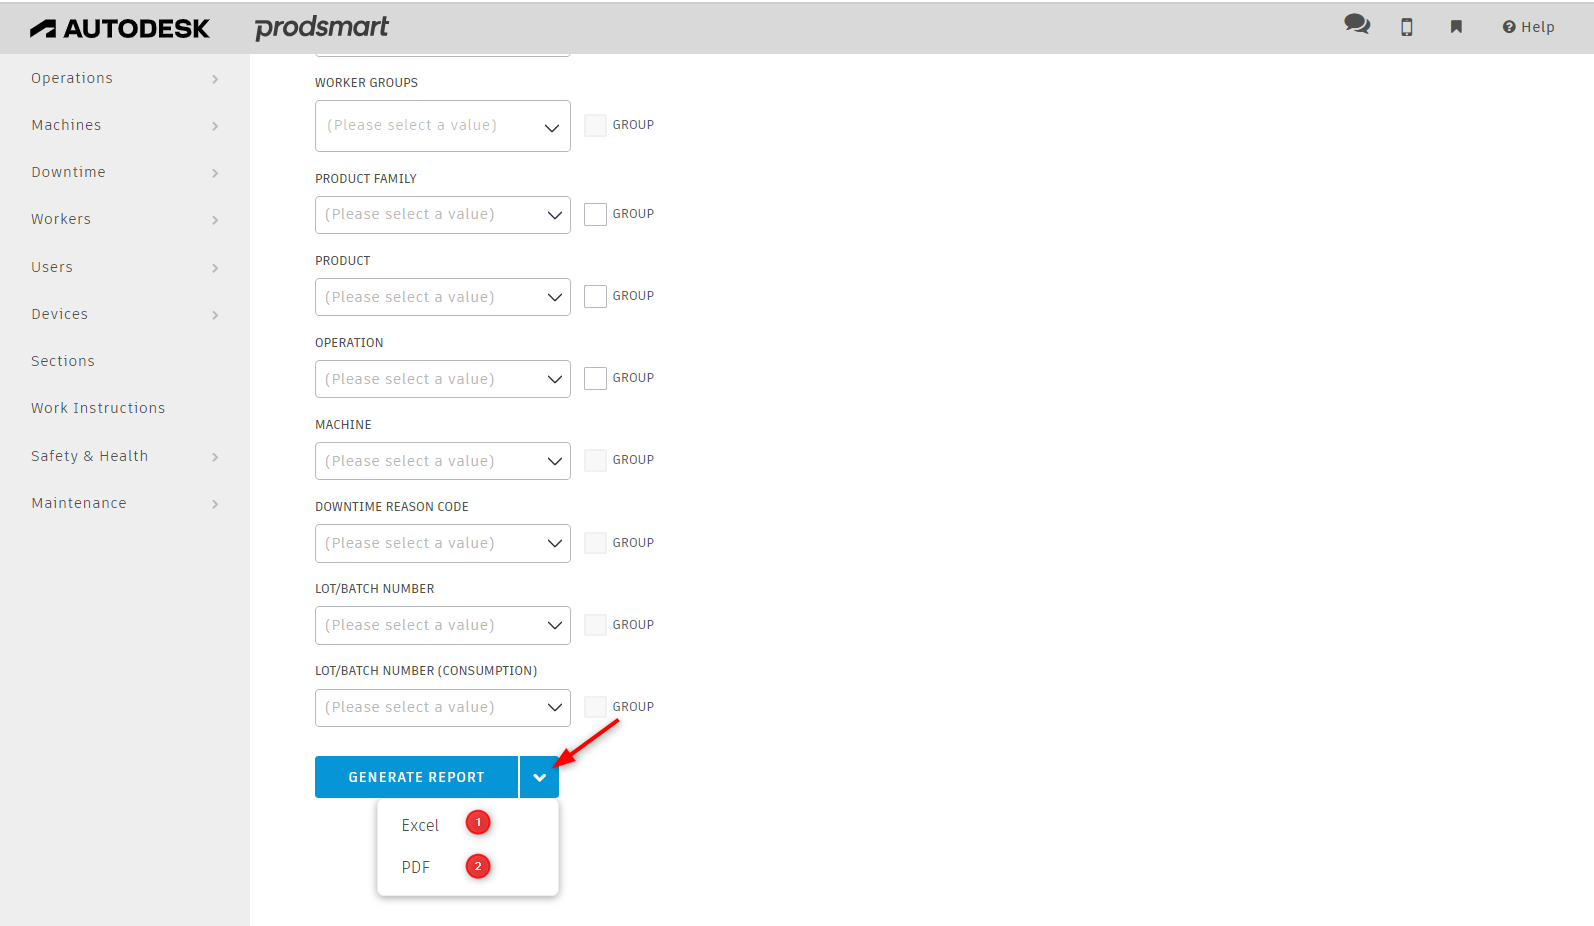 AUTODESK prodsmart Help
Operations
Machines
Downtime
Workers
Users
Devices
Sections
Work Instructions
Safety & Health
Maintenance
WORKER GROUPS
(Please select a value) GROUP
PRODUCT FAMILY
(Please select a value) GROUP
PRODUCT
(Please select a value) GROUP
OPERATION
(Please select a value) GROUP
MACHINE
(Please select a value) GROUP
DOWNTIME REASON CODE
(Please select a value) GROUP
LOT/BATCH NUMBER
(Please select a value) GROUP
LOT/BATCH NUMBER (CONSUMPTION)
(Please select a value) GROUP
GENERATE REPORT
Excel 1
PDF 2